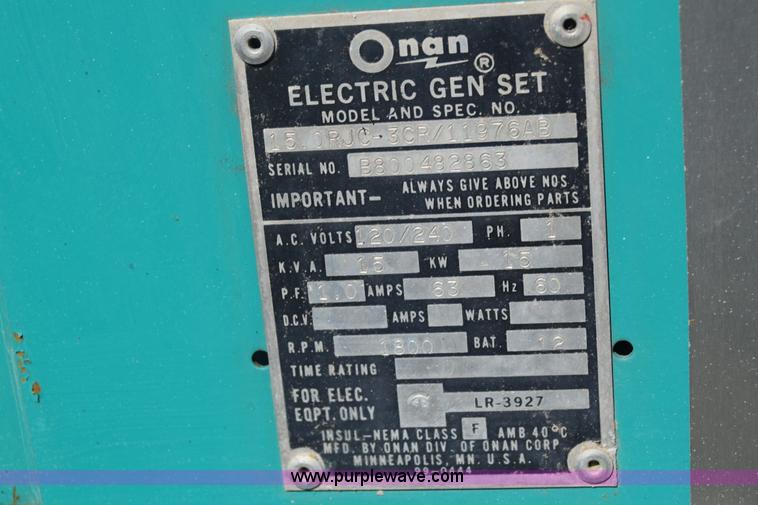 Onan ®
ELECTRIC GEN SET
MODEL AND SPEC. NO.
15.0RJC-3CR/11976AB
SERIAL NO. B800482863
IMPORTANT— ALWAYS GIVE ABOVE NOS
WHEN ORDERING PARTS
A.C. VOLTS 120/240 PH. 1
K.V.A. 15 KW 15
P.F. 1.0 AMPS 63 Hz 60
D.C.V. AMPS WATTS
R.P.M. 1800 BAT. 12
TIME RATING
FOR ELEC.
EQPT. ONLY LR-3927
INSUL-NEMA CLASS F AMB 40°C
MFD. BY ONAN DIV. OF ONAN CORP.
MINNEAPOLIS, MN. U.S.A.
www.purplewave.com